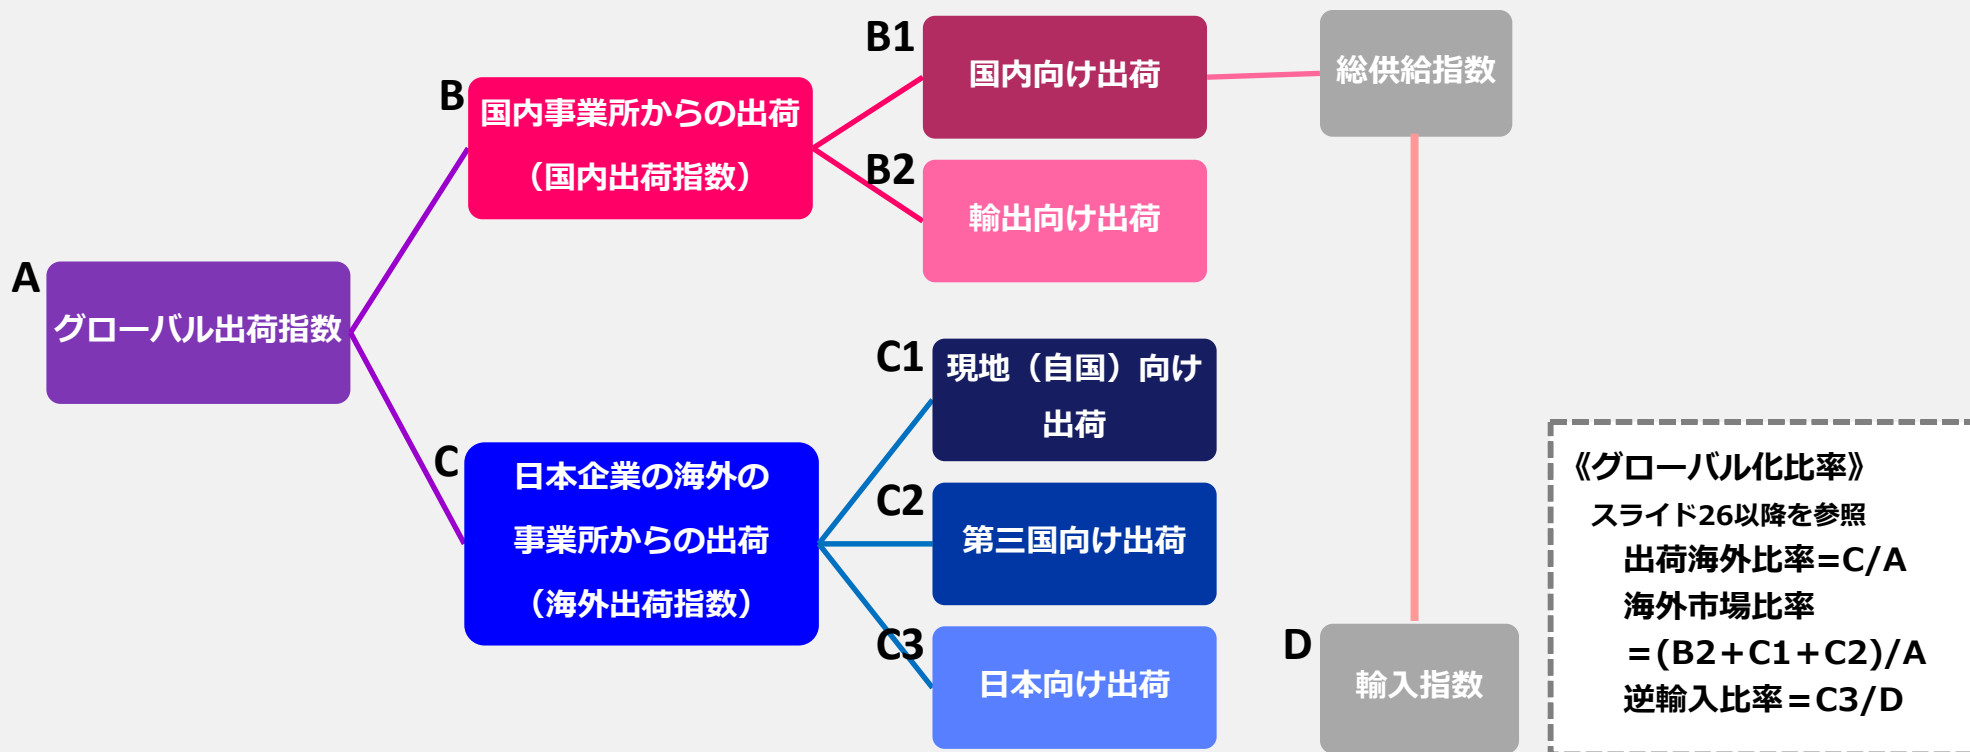 A
グローバル出荷指数
B
国内事業所からの出荷
（国内出荷指数）
B1
国内向け出荷
B2
輸出向け出荷
総供給指数
C
日本企業の海外の
事業所からの出荷
（海外出荷指数）
C1
現地（自国）向け
出荷
C2
第三国向け出荷
C3
日本向け出荷
D
輸入指数
《グローバル化比率》
スライド26以降を参照
出荷海外比率=C/A
海外市場比率
=(B2+C1+C2)/A
逆輸入比率=C3/D